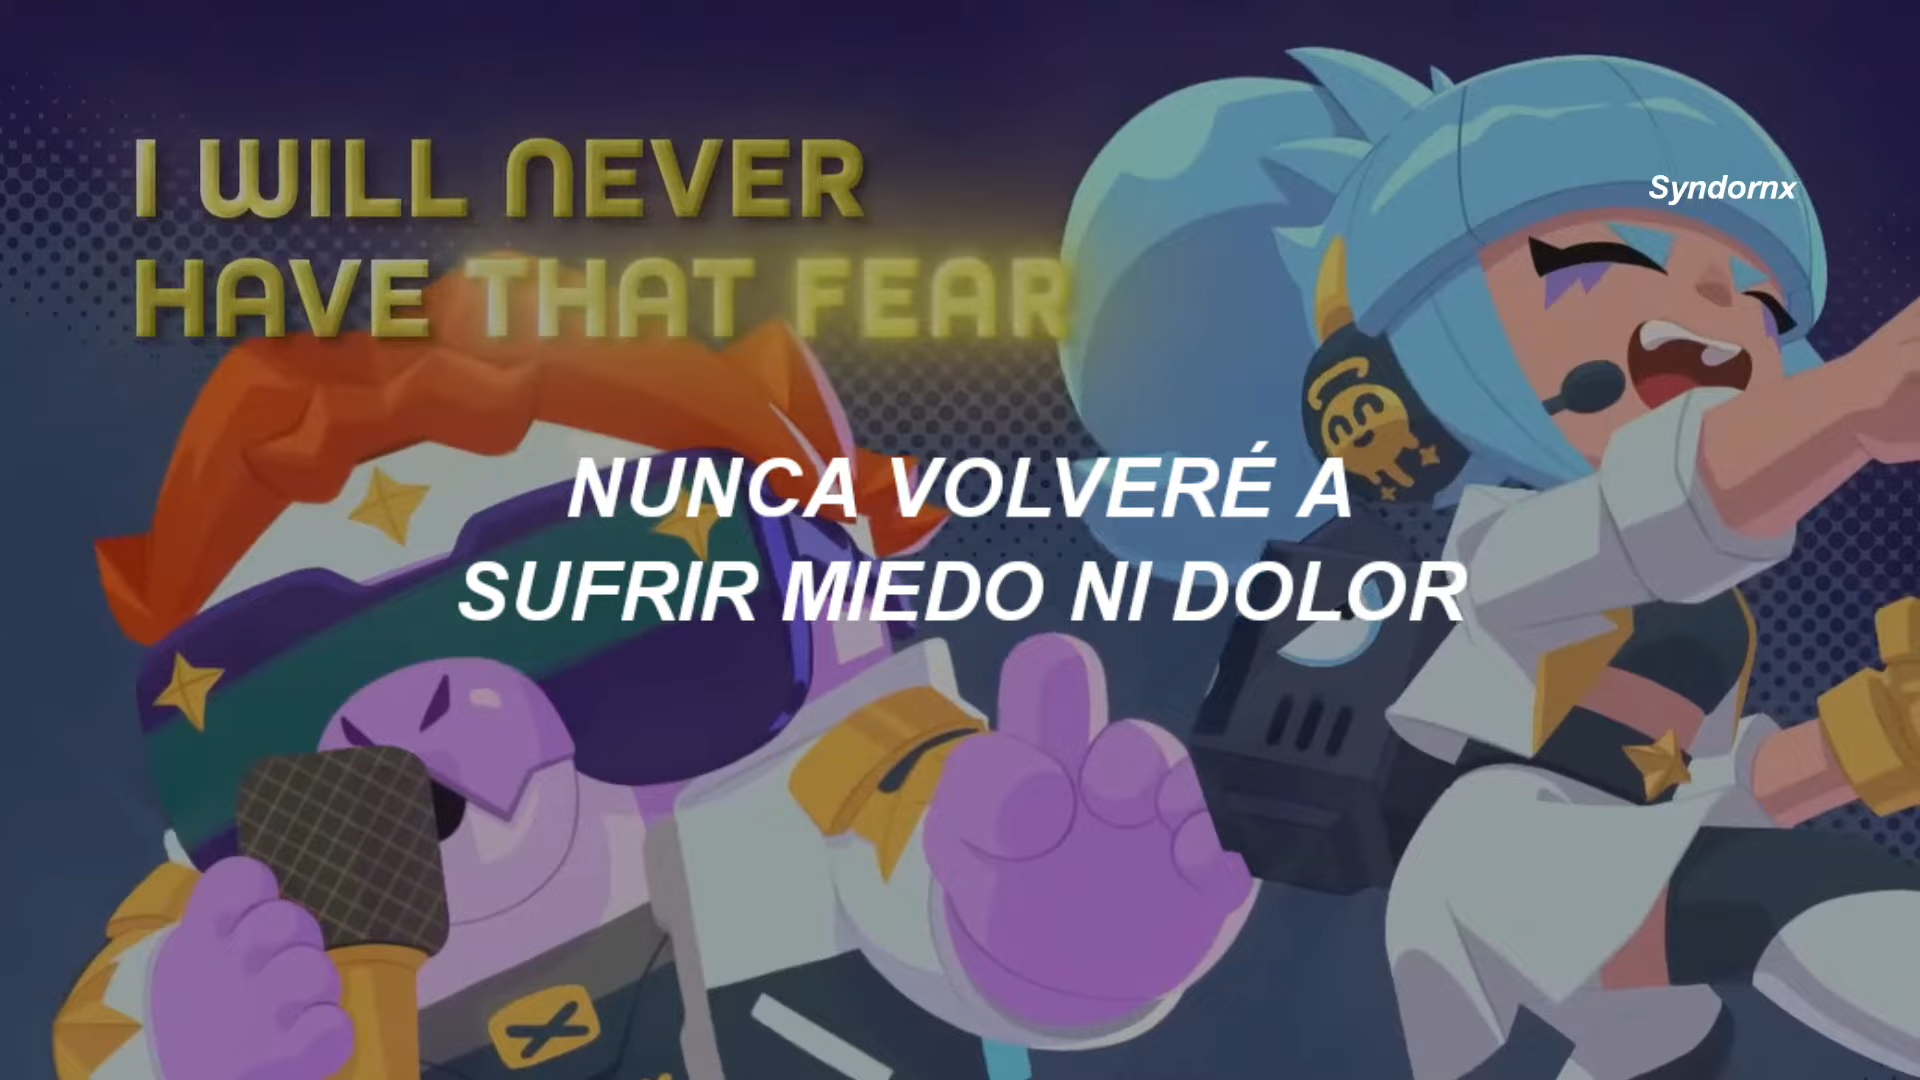 I WILL NEVER
HAVE THAT FEAR
Syndornx
NUNCA VOLVERÉ A
SUFRIR MIEDO NI DOLOR